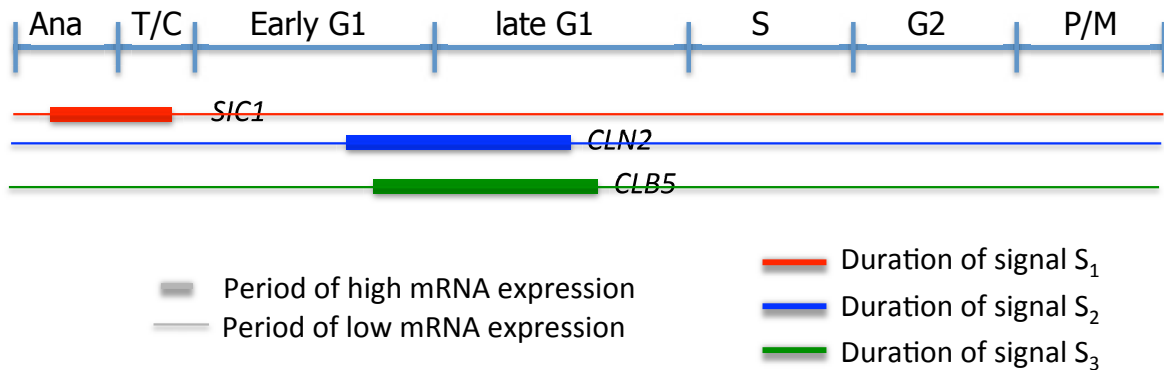 Ana T/C Early G1 late G1 S G2 P/M
SIC1
CLN2
CLB5
Duration of signal S₁
Period of high mRNA expression
Duration of signal S₂
Period of low mRNA expression
Duration of signal S₃